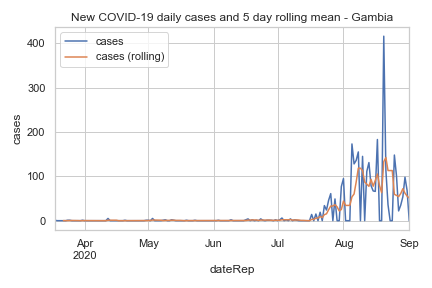 New COVID-19 daily cases and 5 day rolling mean - Gambia
cases
cases (rolling)
cases
400
300
200
100
0
Apr
2020
May
Jun
Jul
Aug
Sep
dateRep